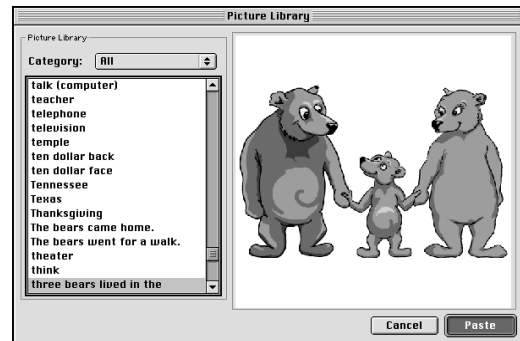 Picture Library
Picture Library
Category: All
talk (computer)
teacher
telephone
television
temple
ten dollar back
ten dollar face
Tennessee
Texas
Thanksgiving
The bears came home.
The bears went for a walk.
theater
think
three bears lived in the
Cancel Paste